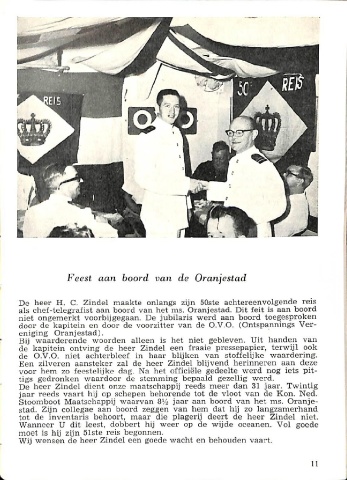 REIS
50e
REIS
Feest aan boord van de Oranjestad
De heer H. C. Zindel maakte onlangs zijn 50ste achtereenvolgende reis
als chef-telegrafist aan boord van het ms. Oranjestad. Dit feit is aan boord
niet ongemerkt voorbijgegaan. De jubilaris werd aan boord toegesproken
door de kapitein en door de voorzitter van de O.V.O. (Ontspannings Ver-
eniging Oranjestad)
Bij waarderende woorden alleen is het niet gebleven. Uit handen van
de kapitein ontving de heer Zindel een fraaie pressepapier, terwijl ook
de O.V.O. niet achterbleef in haar blijken van stoffelijke waardering.
Een zilveren aansteker zal de heer Zindel blijvend herinneren aan deze
voor hem zo feestelijke dag. Na het officiële gedeelte werd nog iets pit-
tigs gedronken waardoor de stemming bepaald gezellig werd.
De heer Zindel dient onze maatschappij reeds meer dan 31 jaar. Twintig
jaar reeds vaart hij op schepen behorende tot de vloot van de Kon. Ned.
Stoomboot Maatschappij waarvan 8½ jaar aan boord van het ms. Oranje-
stad. Zijn collegae aan boord zeggen van hem dat hij zo langzamerhand
tot de inventaris behoort, maar die plagerij deert de heer Zindel niet.
Wanneer U dit leest, dobbert hij weer op de wijde oceanen. Vol goede
moet is hij zijn 51ste reis begonnen.
Wij wensen de heer Zindel een goede wacht en behouden vaart.
11